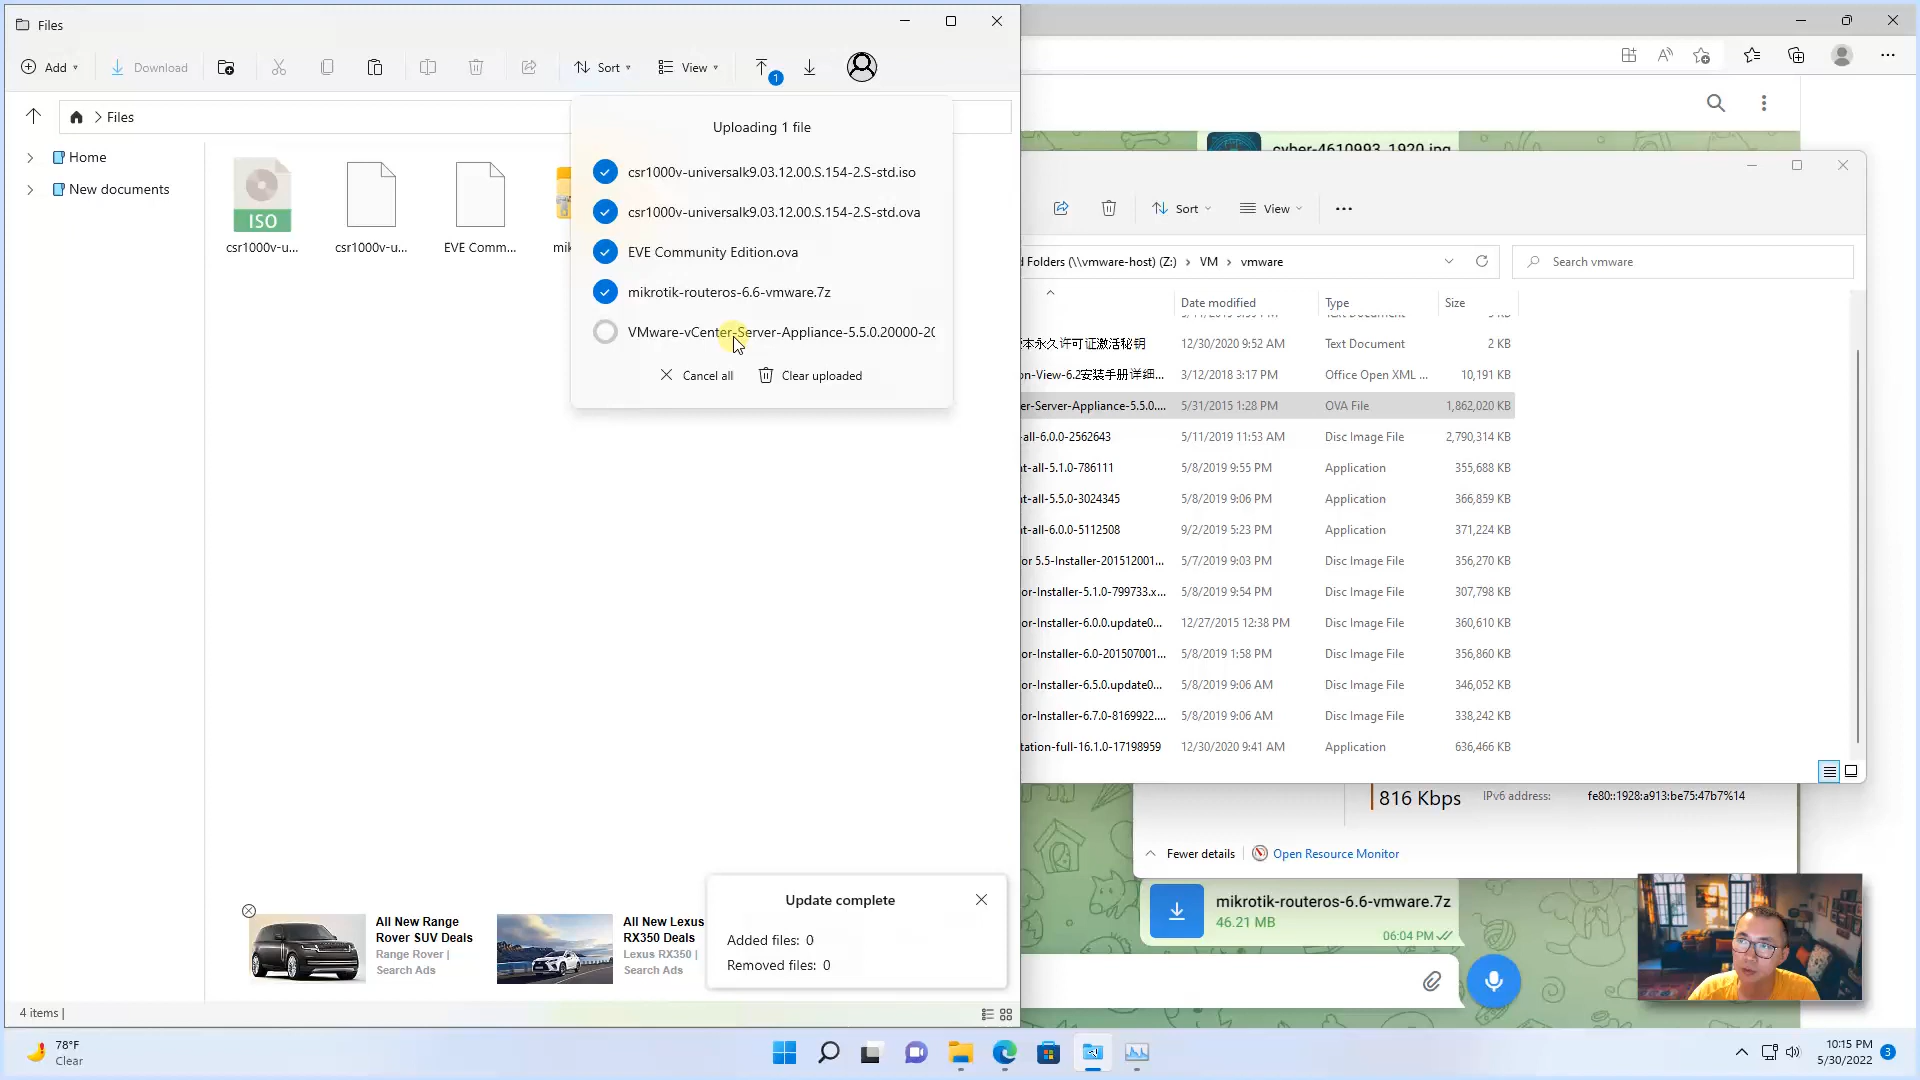 Files
Add
Download
Sort
View
1
Files
Home
New documents
ISO
csr1000v-u...
csr1000v-u...
EVE Comm...
mik
Uploading 1 file
csr1000v-universalk9.03.12.00.S.154-2.S-std.iso
csr1000v-universalk9.03.12.00.S.154-2.S-std.ova
EVE Community Edition.ova
mikrotik-routeros-6.6-vmware.7z
VMware-vCenter-Server-Appliance-5.5.0.20000-20
Cancel all
Clear uploaded
All New Range
Rover SUV Deals
Range Rover |
Search Ads
All New Lexus
RX350 Deals
Lexus RX350 |
Search Ads
Update complete
Added files: 0
Removed files: 0
4 items
cyber-4610993_1920.jpg
Sort
View
d Folders (\\vmware-host) (Z:) > VM > vmware
Search vmware
Date modified Type Size
版本永久许可证激活秘钥 12/30/2020 9:52 AM Text Document 2 KB
on-View-6.2安装手册详细... 3/12/2018 3:17 PM Office Open XML ... 10,191 KB
er-Server-Appliance-5.5.0.... 5/31/2015 1:28 PM OVA File 1,862,020 KB
-all-6.0.0-2562643 5/11/2019 11:53 AM Disc Image File 2,790,314 KB
nt-all-5.1.0-786111 5/8/2019 9:55 PM Application 355,688 KB
nt-all-5.5.0-3024345 5/8/2019 9:06 PM Application 366,859 KB
nt-all-6.0.0-5112508 9/2/2019 5:23 PM Application 371,224 KB
or 5.5-Installer-201512001... 5/7/2019 9:03 PM Disc Image File 356,270 KB
or-Installer-5.1.0-799733.x... 5/8/2019 9:54 PM Disc Image File 307,798 KB
or-Installer-6.0.0.update0... 12/27/2015 12:38 PM Disc Image File 360,610 KB
or-Installer-6.0-201507001... 5/8/2019 1:58 PM Disc Image File 356,860 KB
or-Installer-6.5.0.update0... 5/8/2019 9:06 AM Disc Image File 346,052 KB
or-Installer-6.7.0-8169922.... 5/8/2019 9:06 AM Disc Image File 338,242 KB
tation-full-16.1.0-17198959 12/30/2020 9:41 AM Application 636,466 KB
816 Kbps
IPv6 address: fe80::1928:a913:be75:47b7%14
Fewer details
Open Resource Monitor
mikrotik-routeros-6.6-vmware.7z
46.21 MB
06:04 PM
78°F
Clear
10:15 PM
5/30/2022
3